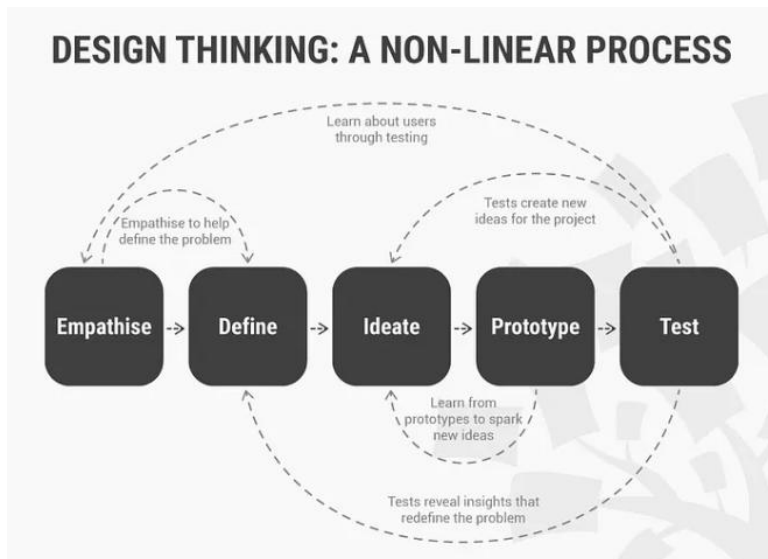 DESIGN THINKING: A NON-LINEAR PROCESS
Learn about users
through testing
Tests create new
ideas for the project
Empathise to help
define the problem
Empathise
Define
Ideate
Prototype
Test
Learn from
prototypes to spark
new ideas
Tests reveal insights that
redefine the problem